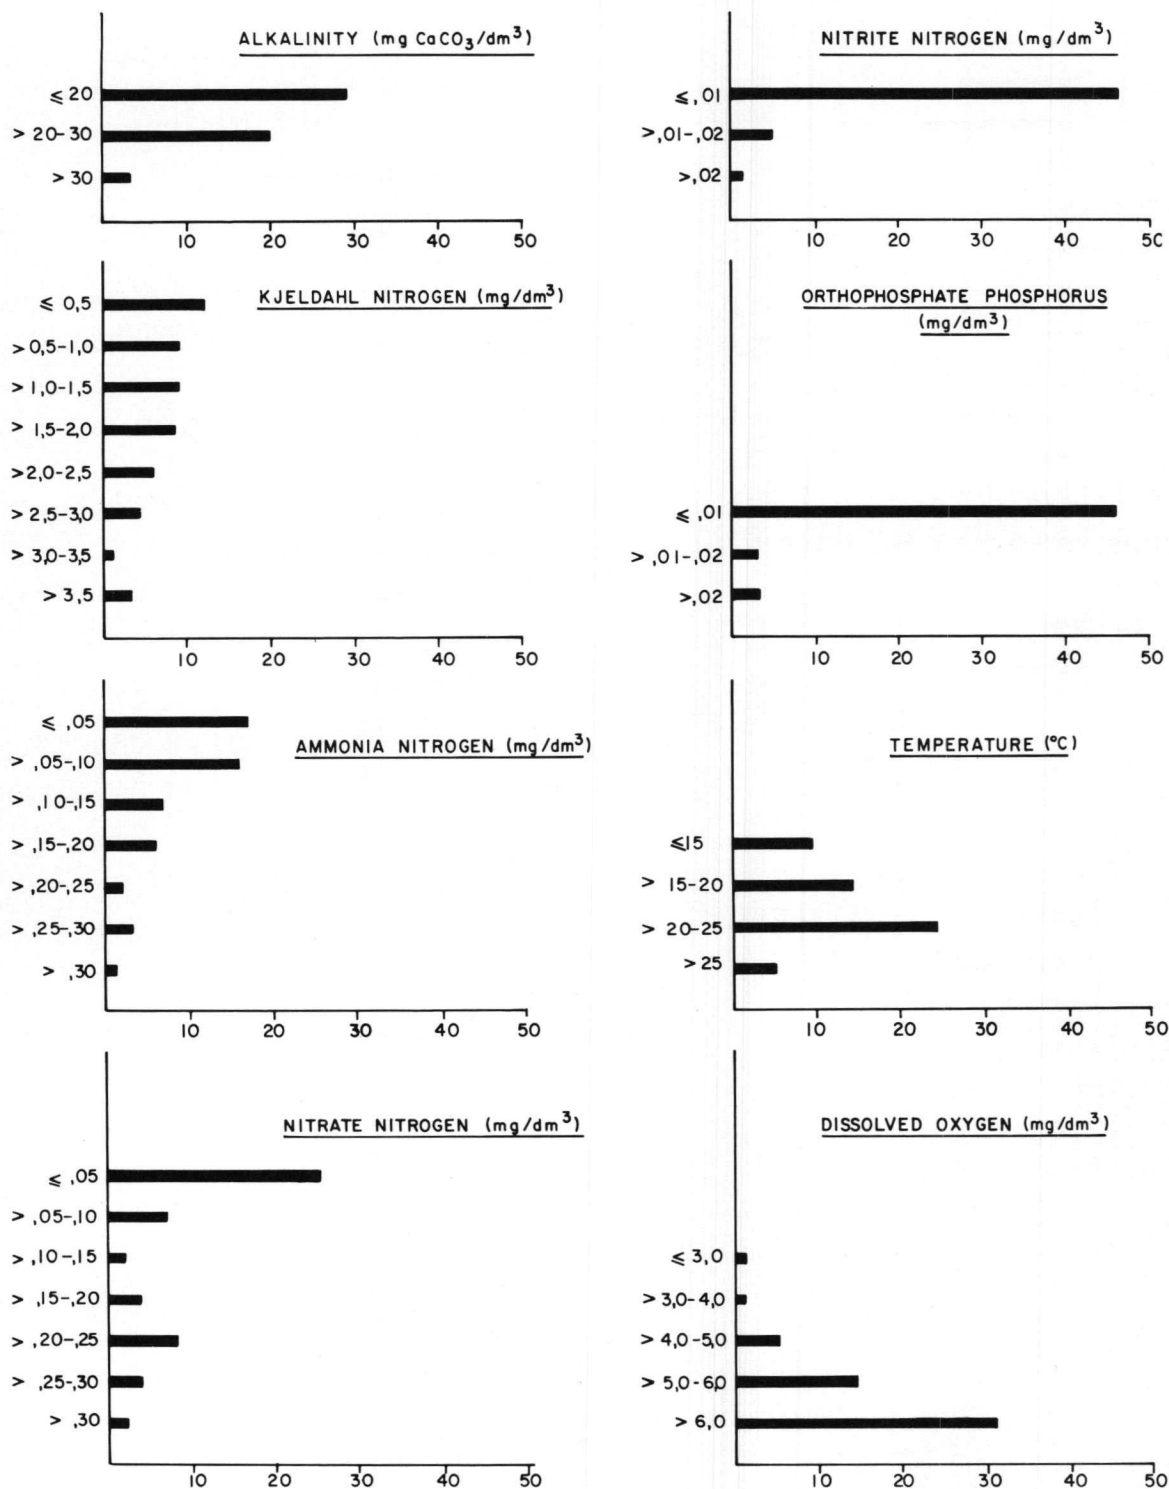 ALKALINITY (mg CaCO3/dm³)
≤ 20
> 20-30
> 30
10 20 30 40 50
NITRITE NITROGEN (mg/dm³)
≤ ,01
>,01-,02
>,02
10 20 30 40 50
KJELDAHL NITROGEN (mg/dm³)
≤ 0,5
> 0,5-1,0
> 1,0-1,5
> 1,5-2,0
>2,0-2,5
> 2,5-3,0
> 3,0-3,5
> 3,5
10 20 30 40 50
ORTHOPHOSPHATE PHOSPHORUS
(mg/dm³)
≤ ,01
> ,01-,02
>,02
10 20 30 40 50
AMMONIA NITROGEN (mg/dm³)
≤ ,05
> ,05-,10
> ,10-,15
> ,15-,20
> ,20-,25
> ,25-,30
> ,30
10 20 30 40 50
TEMPERATURE (°C)
≤15
> 15-20
> 20-25
> 25
10 20 30 40 50
NITRATE NITROGEN (mg/dm³)
≤ ,05
> ,05-,10
> ,10-,15
> ,15-,20
> ,20-,25
> ,25-,30
> ,30
10 20 30 40 50
DISSOLVED OXYGEN (mg/dm³)
≤ 3,0
> 3,0-4,0
> 4,0-5,0
> 5,0-6,0
> 6,0
10 20 30 40 50